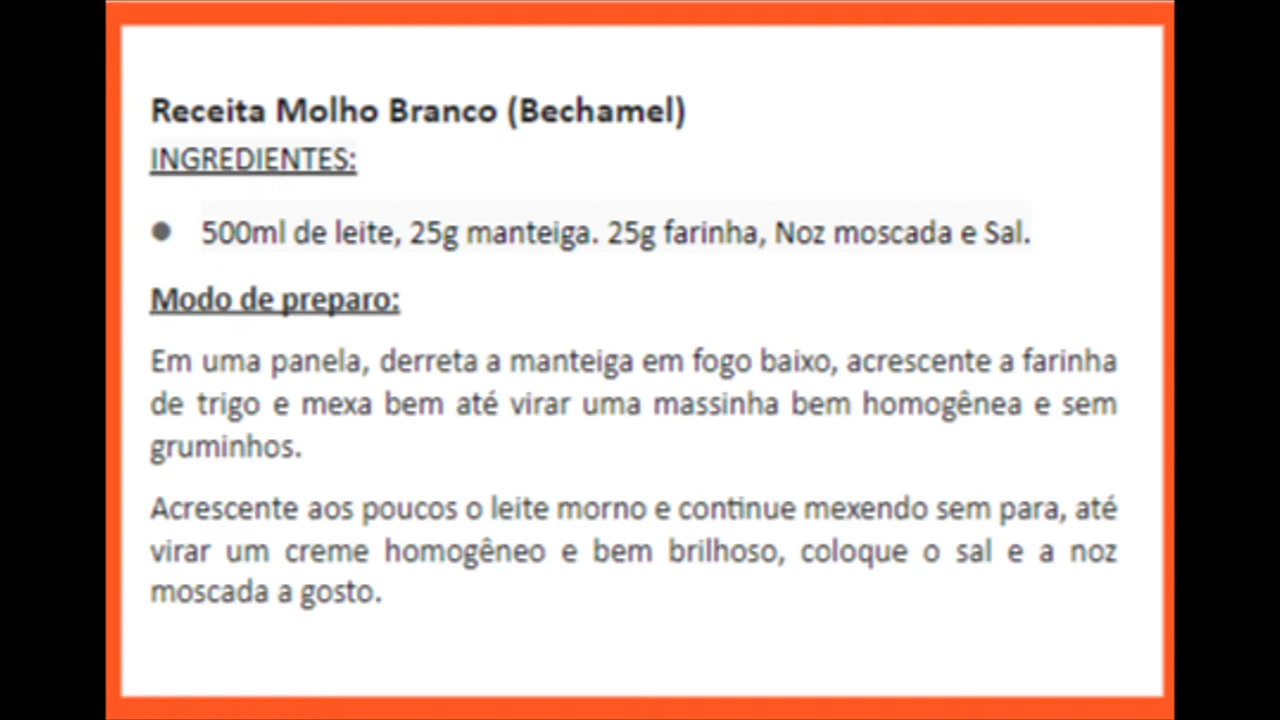 Receita Molho Branco (Bechamel)
INGREDIENTES:
● 500ml de leite, 25g manteiga. 25g farinha, Noz moscada e Sal.
Modo de preparo:
Em uma panela, derreta a manteiga em fogo baixo, acrescente a farinha
de trigo e mexa bem até virar uma massinha bem homogênea e sem
gruminhos.
Acrescente aos poucos o leite morno e continue mexendo sem para, até
virar um creme homogêneo e bem brilhoso, coloque o sal e a noz
moscada a gosto.